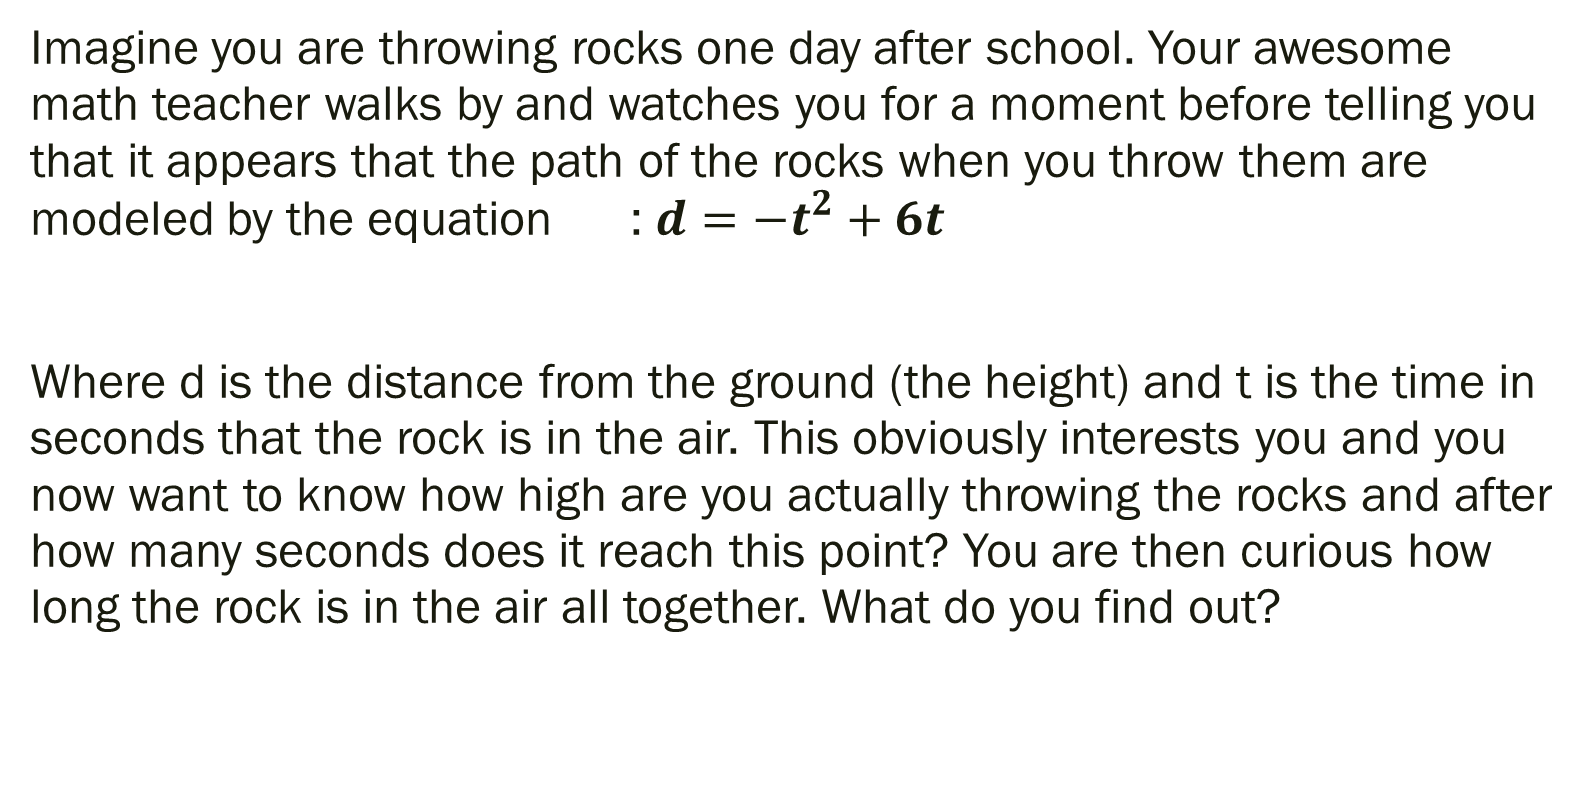 Imagine you are throwing rocks one day after school. Your awesome
math teacher walks by and watches you for a moment before telling you
that it appears that the path of the rocks when you throw them are
modeled by the equation : d = −t² + 6t
Where d is the distance from the ground (the height) and t is the time in
seconds that the rock is in the air. This obviously interests you and you
now want to know how high are you actually throwing the rocks and after
how many seconds does it reach this point? You are then curious how
long the rock is in the air all together. What do you find out?